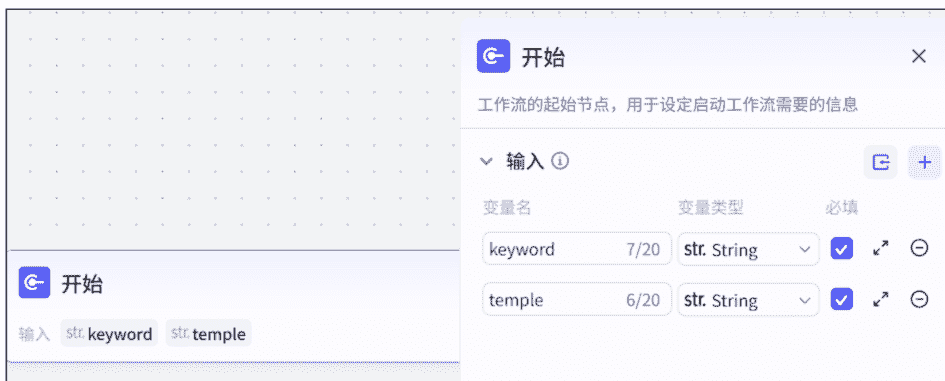 开始
工作流的起始节点，用于设定启动工作流需要的信息
输入
变量名 变量类型 必填
keyword 7/20 str. String
temple 6/20 str. String
开始
输入 str. keyword str. temple